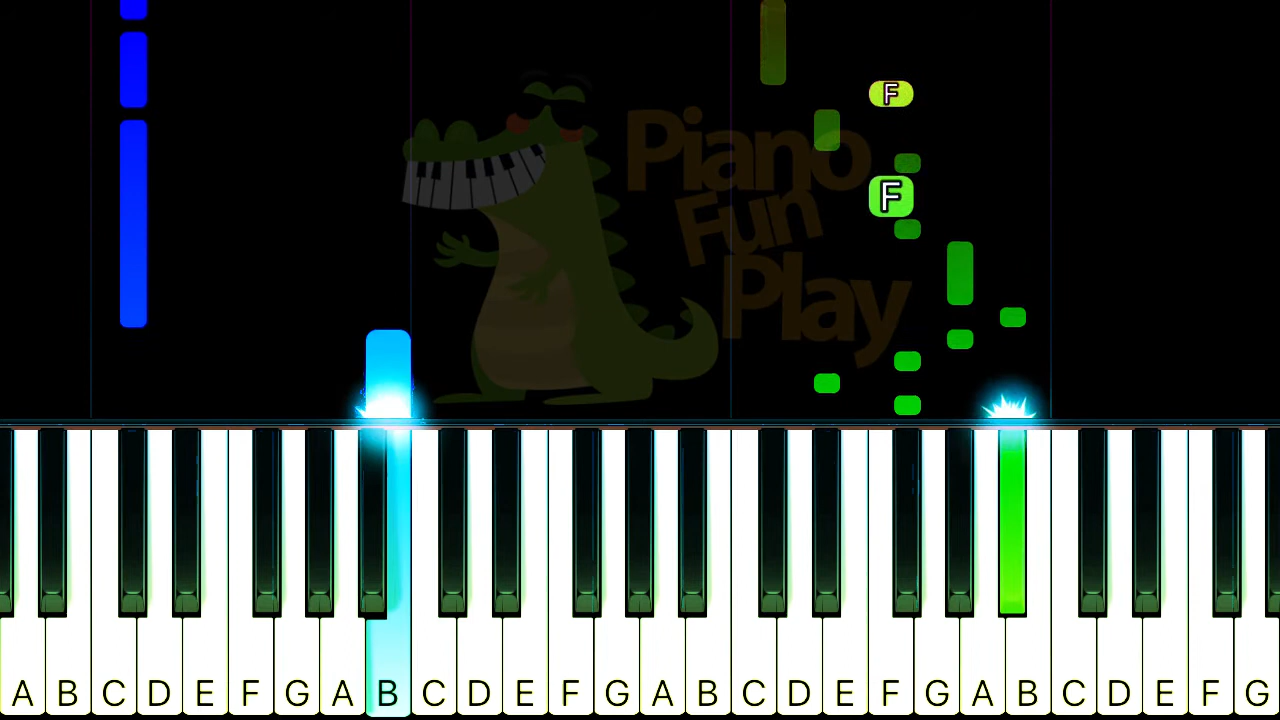 F
Piano
Fun
F
Play
A B C D E F G A B C D E F G A B C D E F G A B C D E F G